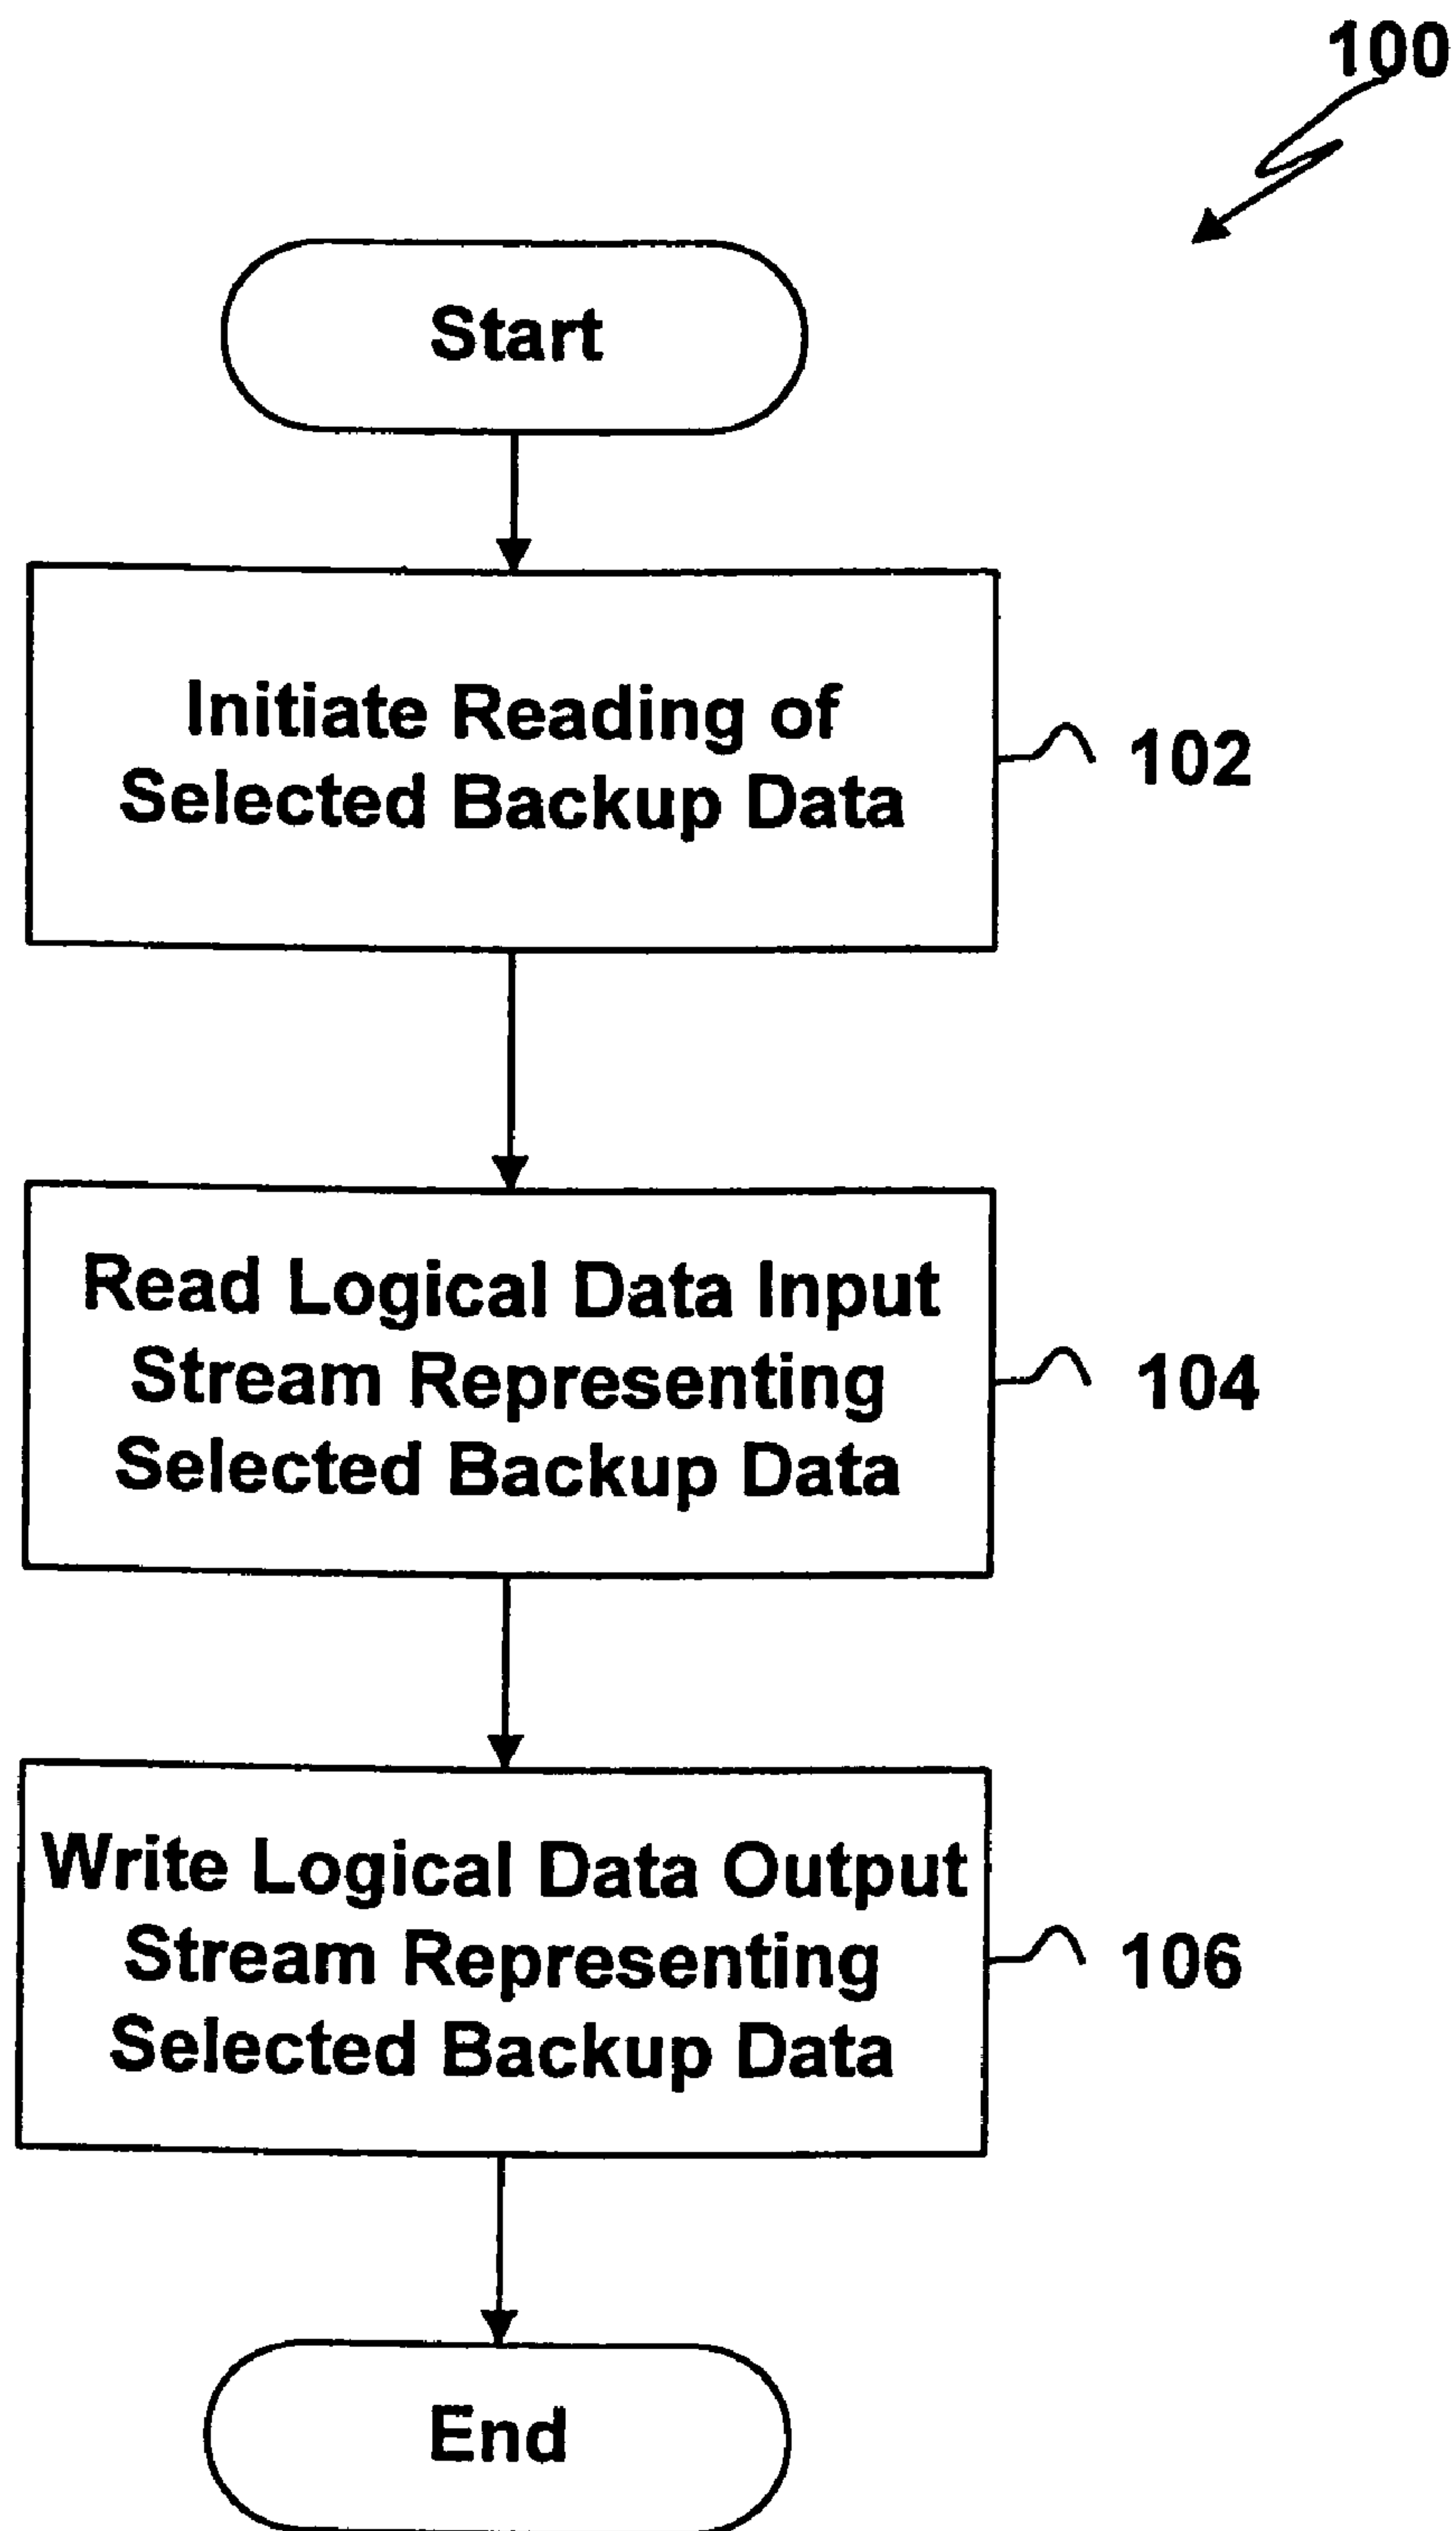 100
Start
Initiate Reading of
Selected Backup Data
102
Read Logical Data Input
Stream Representing
Selected Backup Data
104
Write Logical Data Output
Stream Representing
Selected Backup Data
106
End